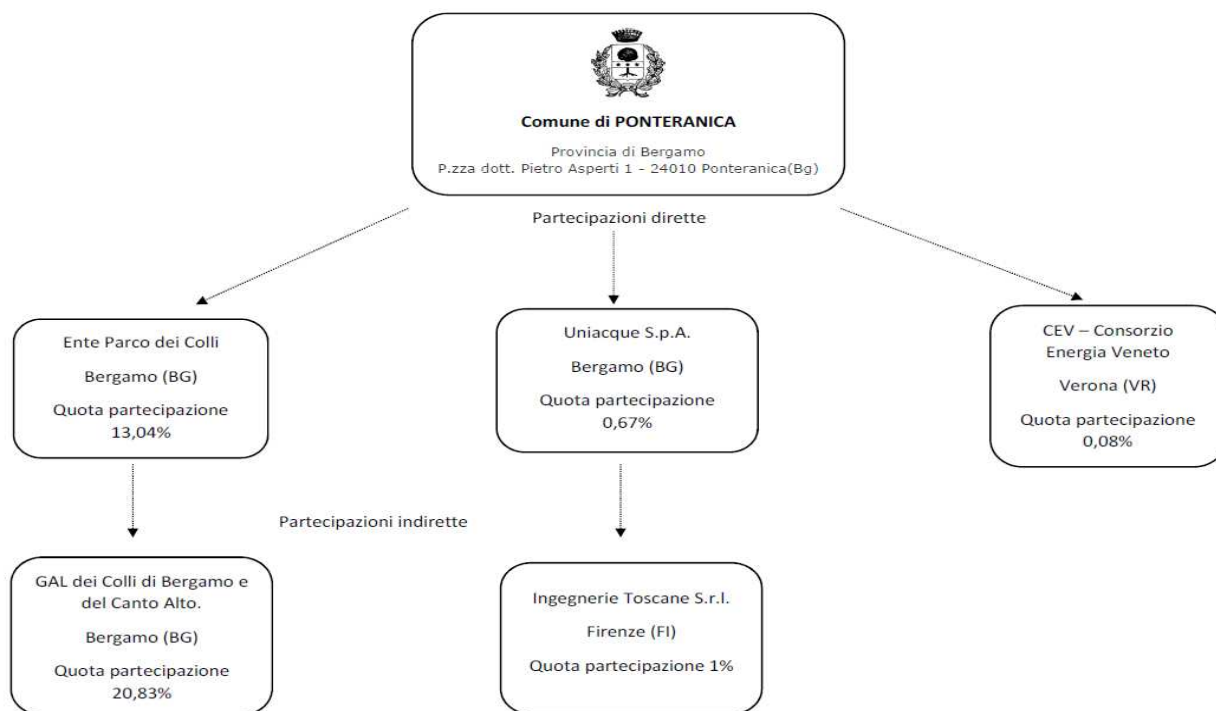 Comune di PONTERANICA
Provincia di Bergamo
P.zza dott. Pietro Asperti 1 - 24010 Ponteranica(Bg)
Partecipazioni dirette
Ente Parco dei Colli
Bergamo (BG)
Quota partecipazione
13,04%
Uniacque S.p.A.
Bergamo (BG)
Quota partecipazione
0,67%
CEV – Consorzio
Energia Veneto
Verona (VR)
Quota partecipazione
0,08%
Partecipazioni indirette
GAL dei Colli di Bergamo e
del Canto Alto.
Bergamo (BG)
Quota partecipazione
20,83%
Ingegnerie Toscane S.r.l.
Firenze (FI)
Quota partecipazione 1%